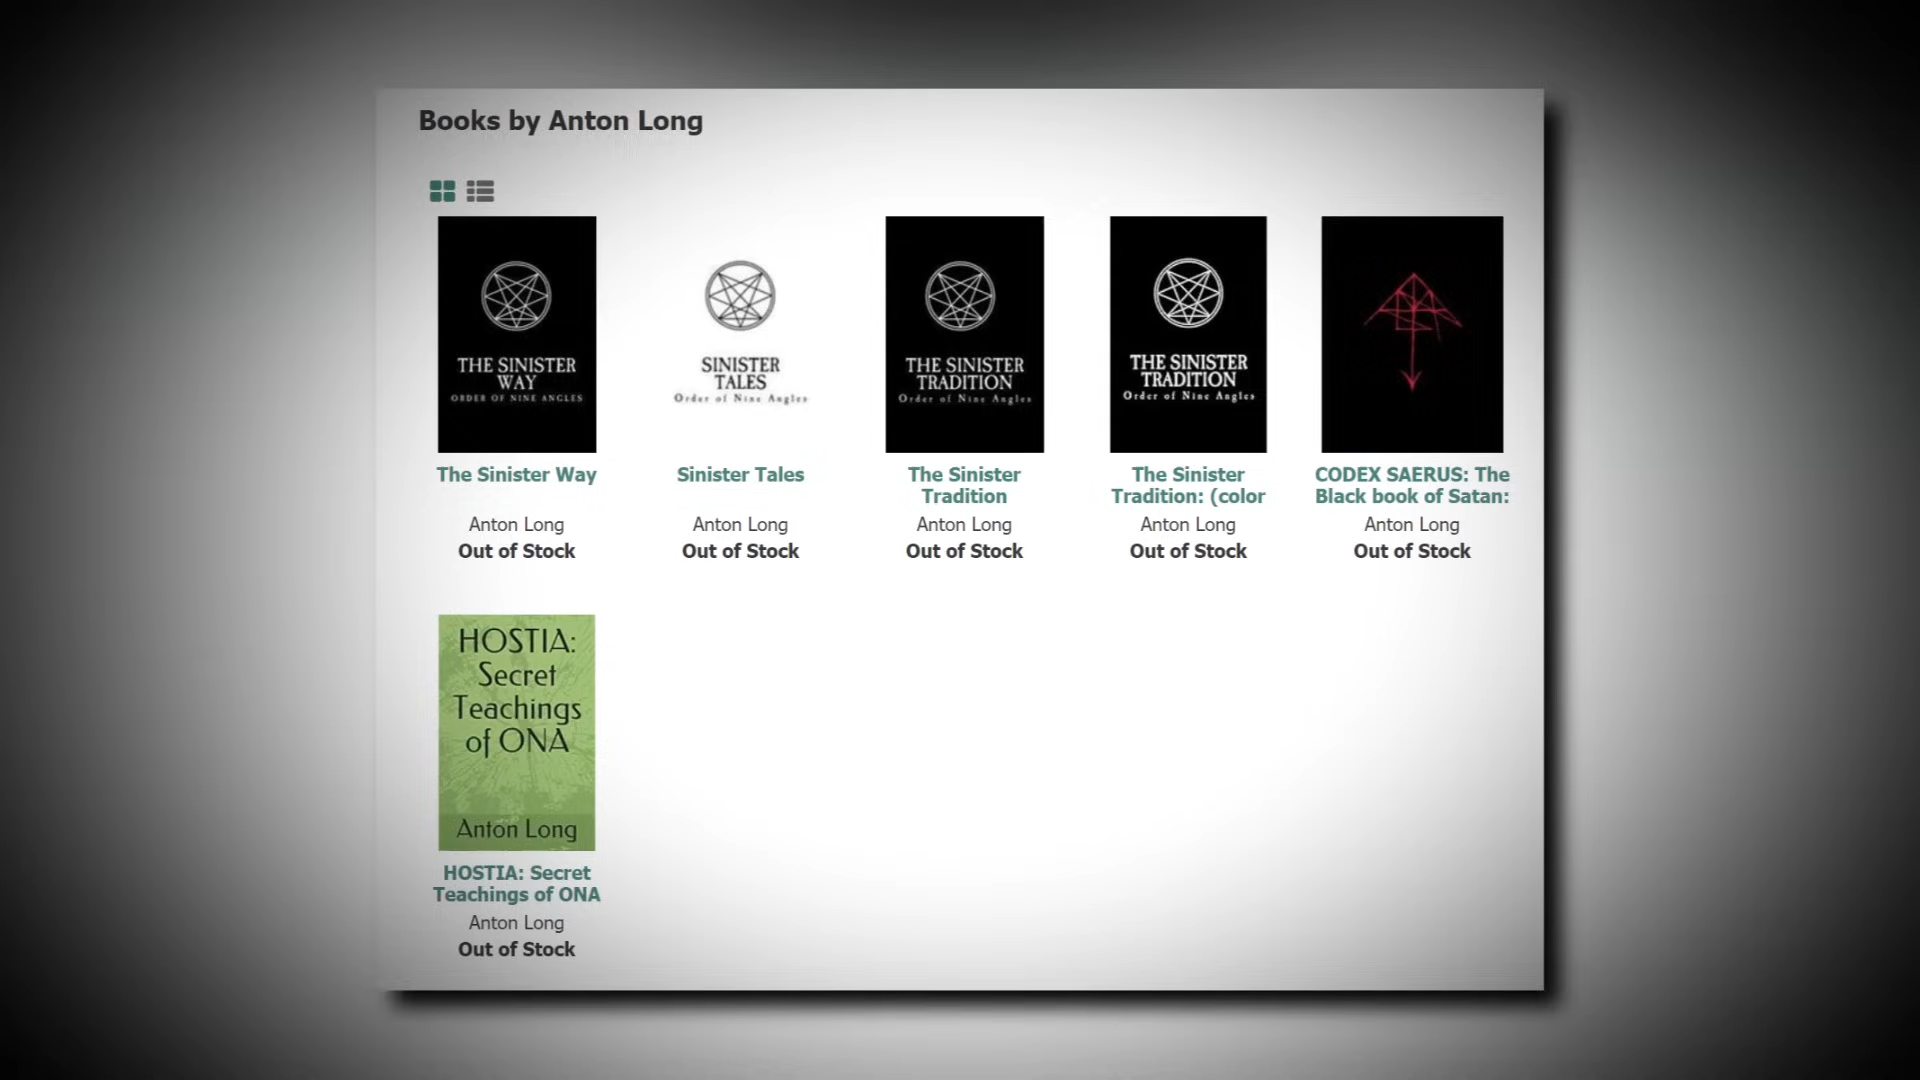 Books by Anton Long
THE SINISTER
WAY
ORDER OF NINE ANGLES
SINISTER
TALES
Order of Nine Angles
THE SINISTER
TRADITION
Order of Nine Angles
THE SINISTER
TRADITION
Order of Nine Angles
The Sinister Way
Anton Long
Out of Stock
Sinister Tales
Anton Long
Out of Stock
The Sinister
Tradition
Anton Long
Out of Stock
The Sinister
Tradition: (color
Anton Long
Out of Stock
CODEX SAERUS: The
Black book of Satan:
Anton Long
Out of Stock
HOSTIA:
Secret
Teachings
of ONA
Anton Long
HOSTIA: Secret
Teachings of ONA
Anton Long
Out of Stock